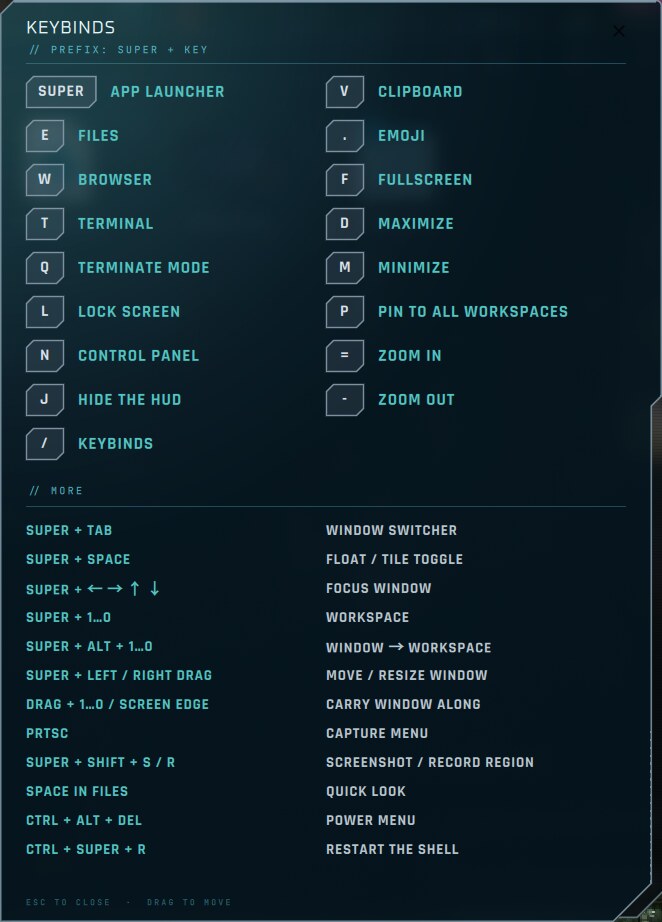 KEYBINDS
// PREFIX: SUPER + KEY
SUPER APP LAUNCHER
V CLIPBOARD
E FILES
. EMOJI
W BROWSER
F FULLSCREEN
T TERMINAL
D MAXIMIZE
Q TERMINATE MODE
M MINIMIZE
L LOCK SCREEN
P PIN TO ALL WORKSPACES
N CONTROL PANEL
= ZOOM IN
J HIDE THE HUD
- ZOOM OUT
/ KEYBINDS
// MORE
SUPER + TAB WINDOW SWITCHER
SUPER + SPACE FLOAT / TILE TOGGLE
SUPER + ← → ↑ ↓ FOCUS WINDOW
SUPER + 1…0 WORKSPACE
SUPER + ALT + 1…0 WINDOW → WORKSPACE
SUPER + LEFT / RIGHT DRAG MOVE / RESIZE WINDOW
DRAG + 1…0 / SCREEN EDGE CARRY WINDOW ALONG
PRTSC CAPTURE MENU
SUPER + SHIFT + S / R SCREENSHOT / RECORD REGION
SPACE IN FILES QUICK LOOK
CTRL + ALT + DEL POWER MENU
CTRL + SUPER + R RESTART THE SHELL
ESC TO CLOSE · DRAG TO MOVE